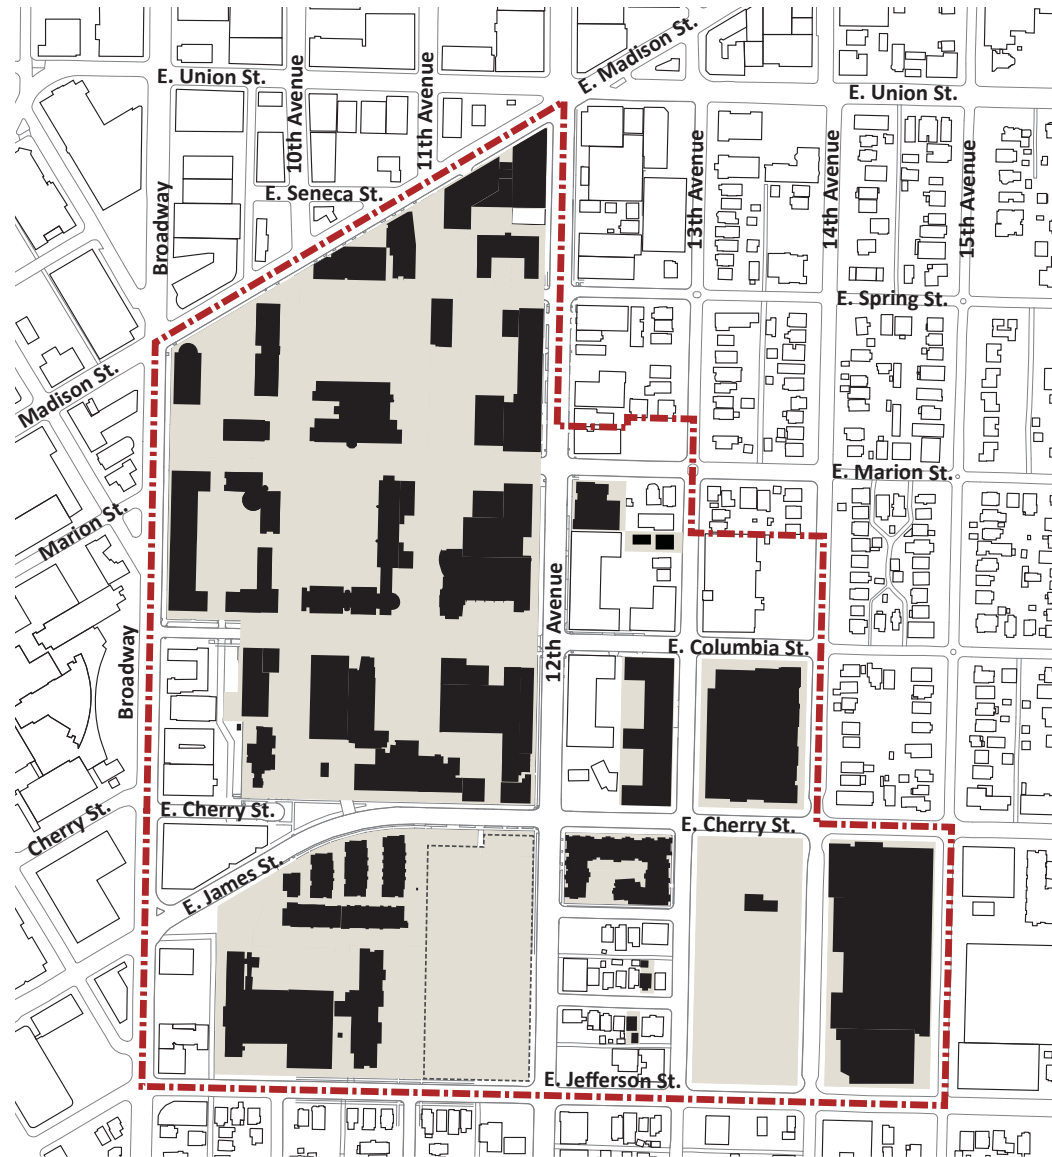 E. Madison St.
E. Union St.
E. Union St.
10th Avenue
11th Avenue
13th Avenue
14th Avenue
15th Avenue
E. Seneca St.
Broadway
E. Spring St.
Madison St.
E. Marion St.
Marion St.
12th Avenue
E. Columbia St.
Broadway
E. Cherry St.
Cherry St.
E. Cherry St.
E. James St.
E. Jefferson St.